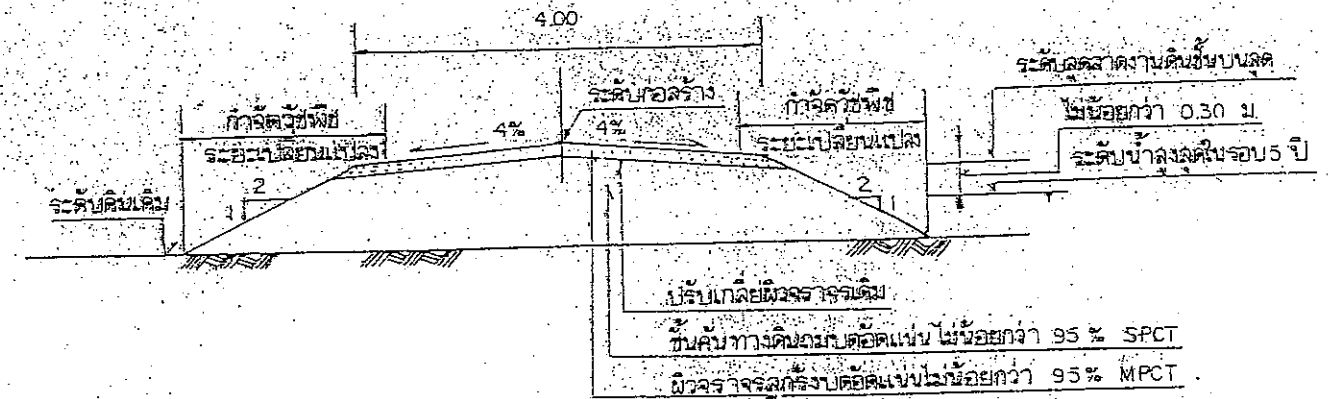 4.00
ระดับสูงสุดงานดินชั้นบนสุด
ระดับก่อสร้าง
ไม่น้อยกว่า 0.30 ม.
กำจัดวัชพืช
กำจัดวัชพืช
4%
4%
ระยะเปลี่ยนแปลง
ระยะเปลี่ยนแปลง
ระดับน้ำสูงสุดในรอบ 5 ปี
2
1
2
1
ระดับดินเดิม
ปรับเกลี่ยผิวจราจรเดิม
ชั้นคันทางดินถมบดอัดแน่นไม่น้อยกว่า 95 % SPCT
ผิวจราจรลูกรังบดอัดแน่นไม่น้อยกว่า 95% MPCT